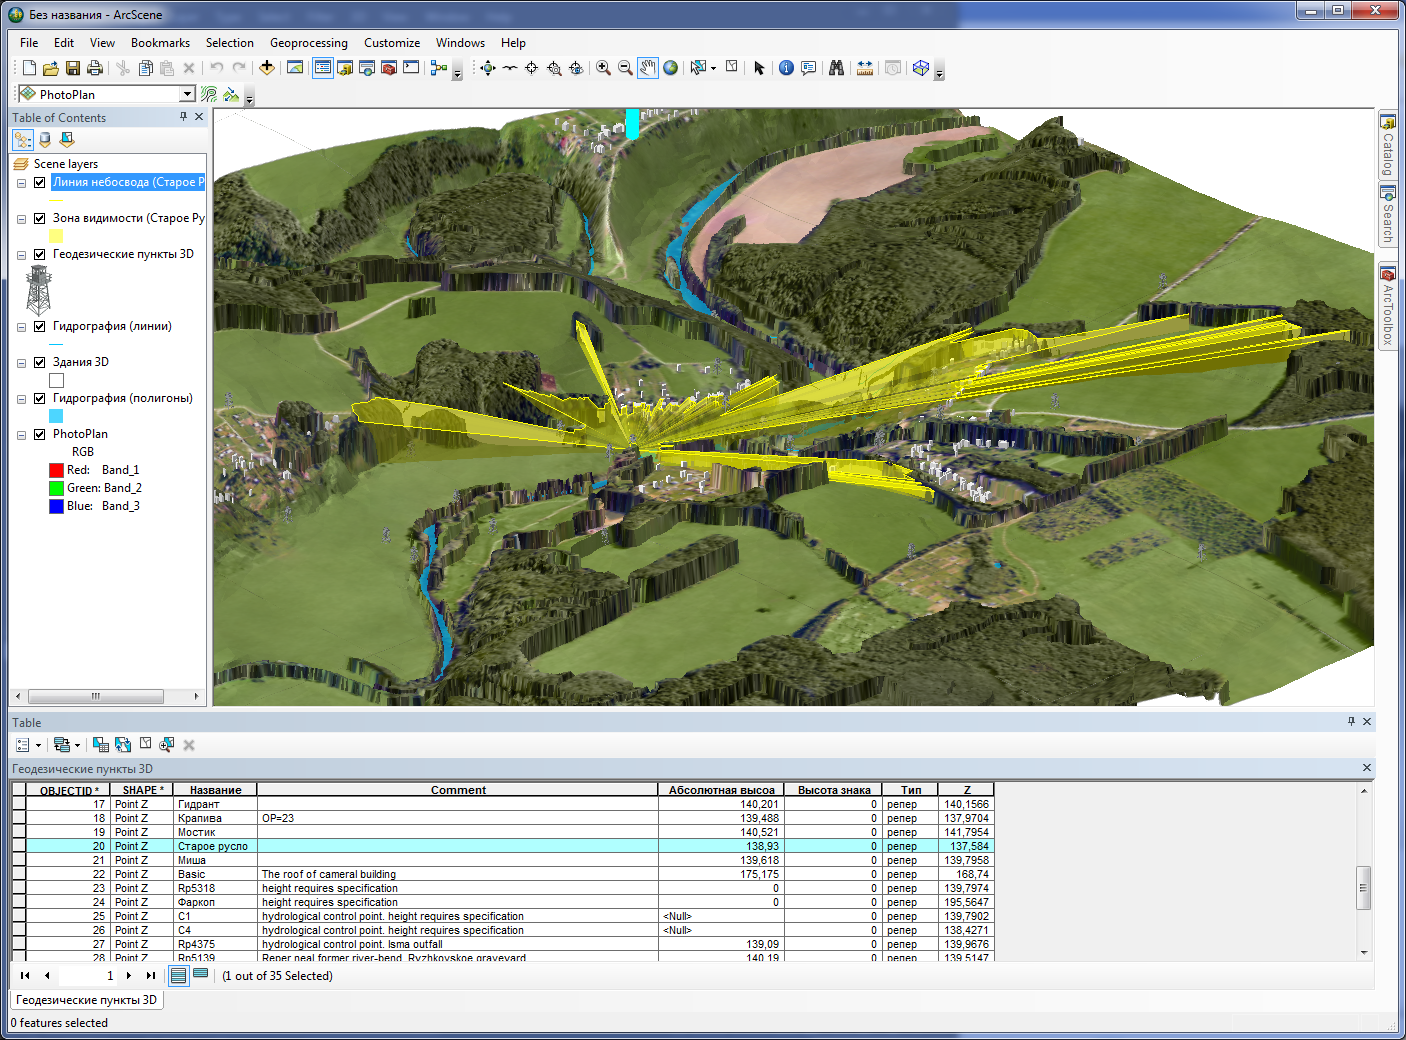 Без названия - ArcScene
File Edit View Bookmarks Selection Geoprocessing Customize Windows Help
PhotoPlan
Table of Contents
Scene layers
Линия небосвода (Старое Р
Зона видимости (Старое Ру
Геодезические пункты 3D
Гидрография (линии)
Здания 3D
Гидрография (полигоны)
PhotoPlan
RGB
Red: Band_1
Green: Band_2
Blue: Band_3
Catalog
Search
ArcToolbox
Table
Геодезические пункты 3D
OBJECTID * SHAPE * Название Comment Абсолютная высоа Высота знака Тип Z
17 Point Z Гидрант 140,201 0 репер 140,1566
18 Point Z Крапива OP=23 139,488 0 репер 137,9704
19 Point Z Мостик 140,521 0 репер 141,7954
20 Point Z Старое русло 138,93 0 репер 137,584
21 Point Z Миша 139,618 0 репер 139,7958
22 Point Z Basic The roof of cameral building 175,175 0 репер 168,74
23 Point Z Rp5318 height requires specification 0 0 репер 139,7974
24 Point Z Фаркоп height requires specification 0 0 репер 195,5647
25 Point Z C1 hydrological control point. height requires specification <Null> 0 репер 139,7902
26 Point Z C4 hydrological control point. height requires specification <Null> 0 репер 138,4271
27 Point Z Rp4375 hydrological control point. Isma outfall 139,09 0 репер 139,9676
28 Point Z Rp5139 Reper neal former river-bend. Ryzhkovskoe graveyard 140,19 0 репер 139,5147
1 (1 out of 35 Selected)
Геодезические пункты 3D
0 features selected